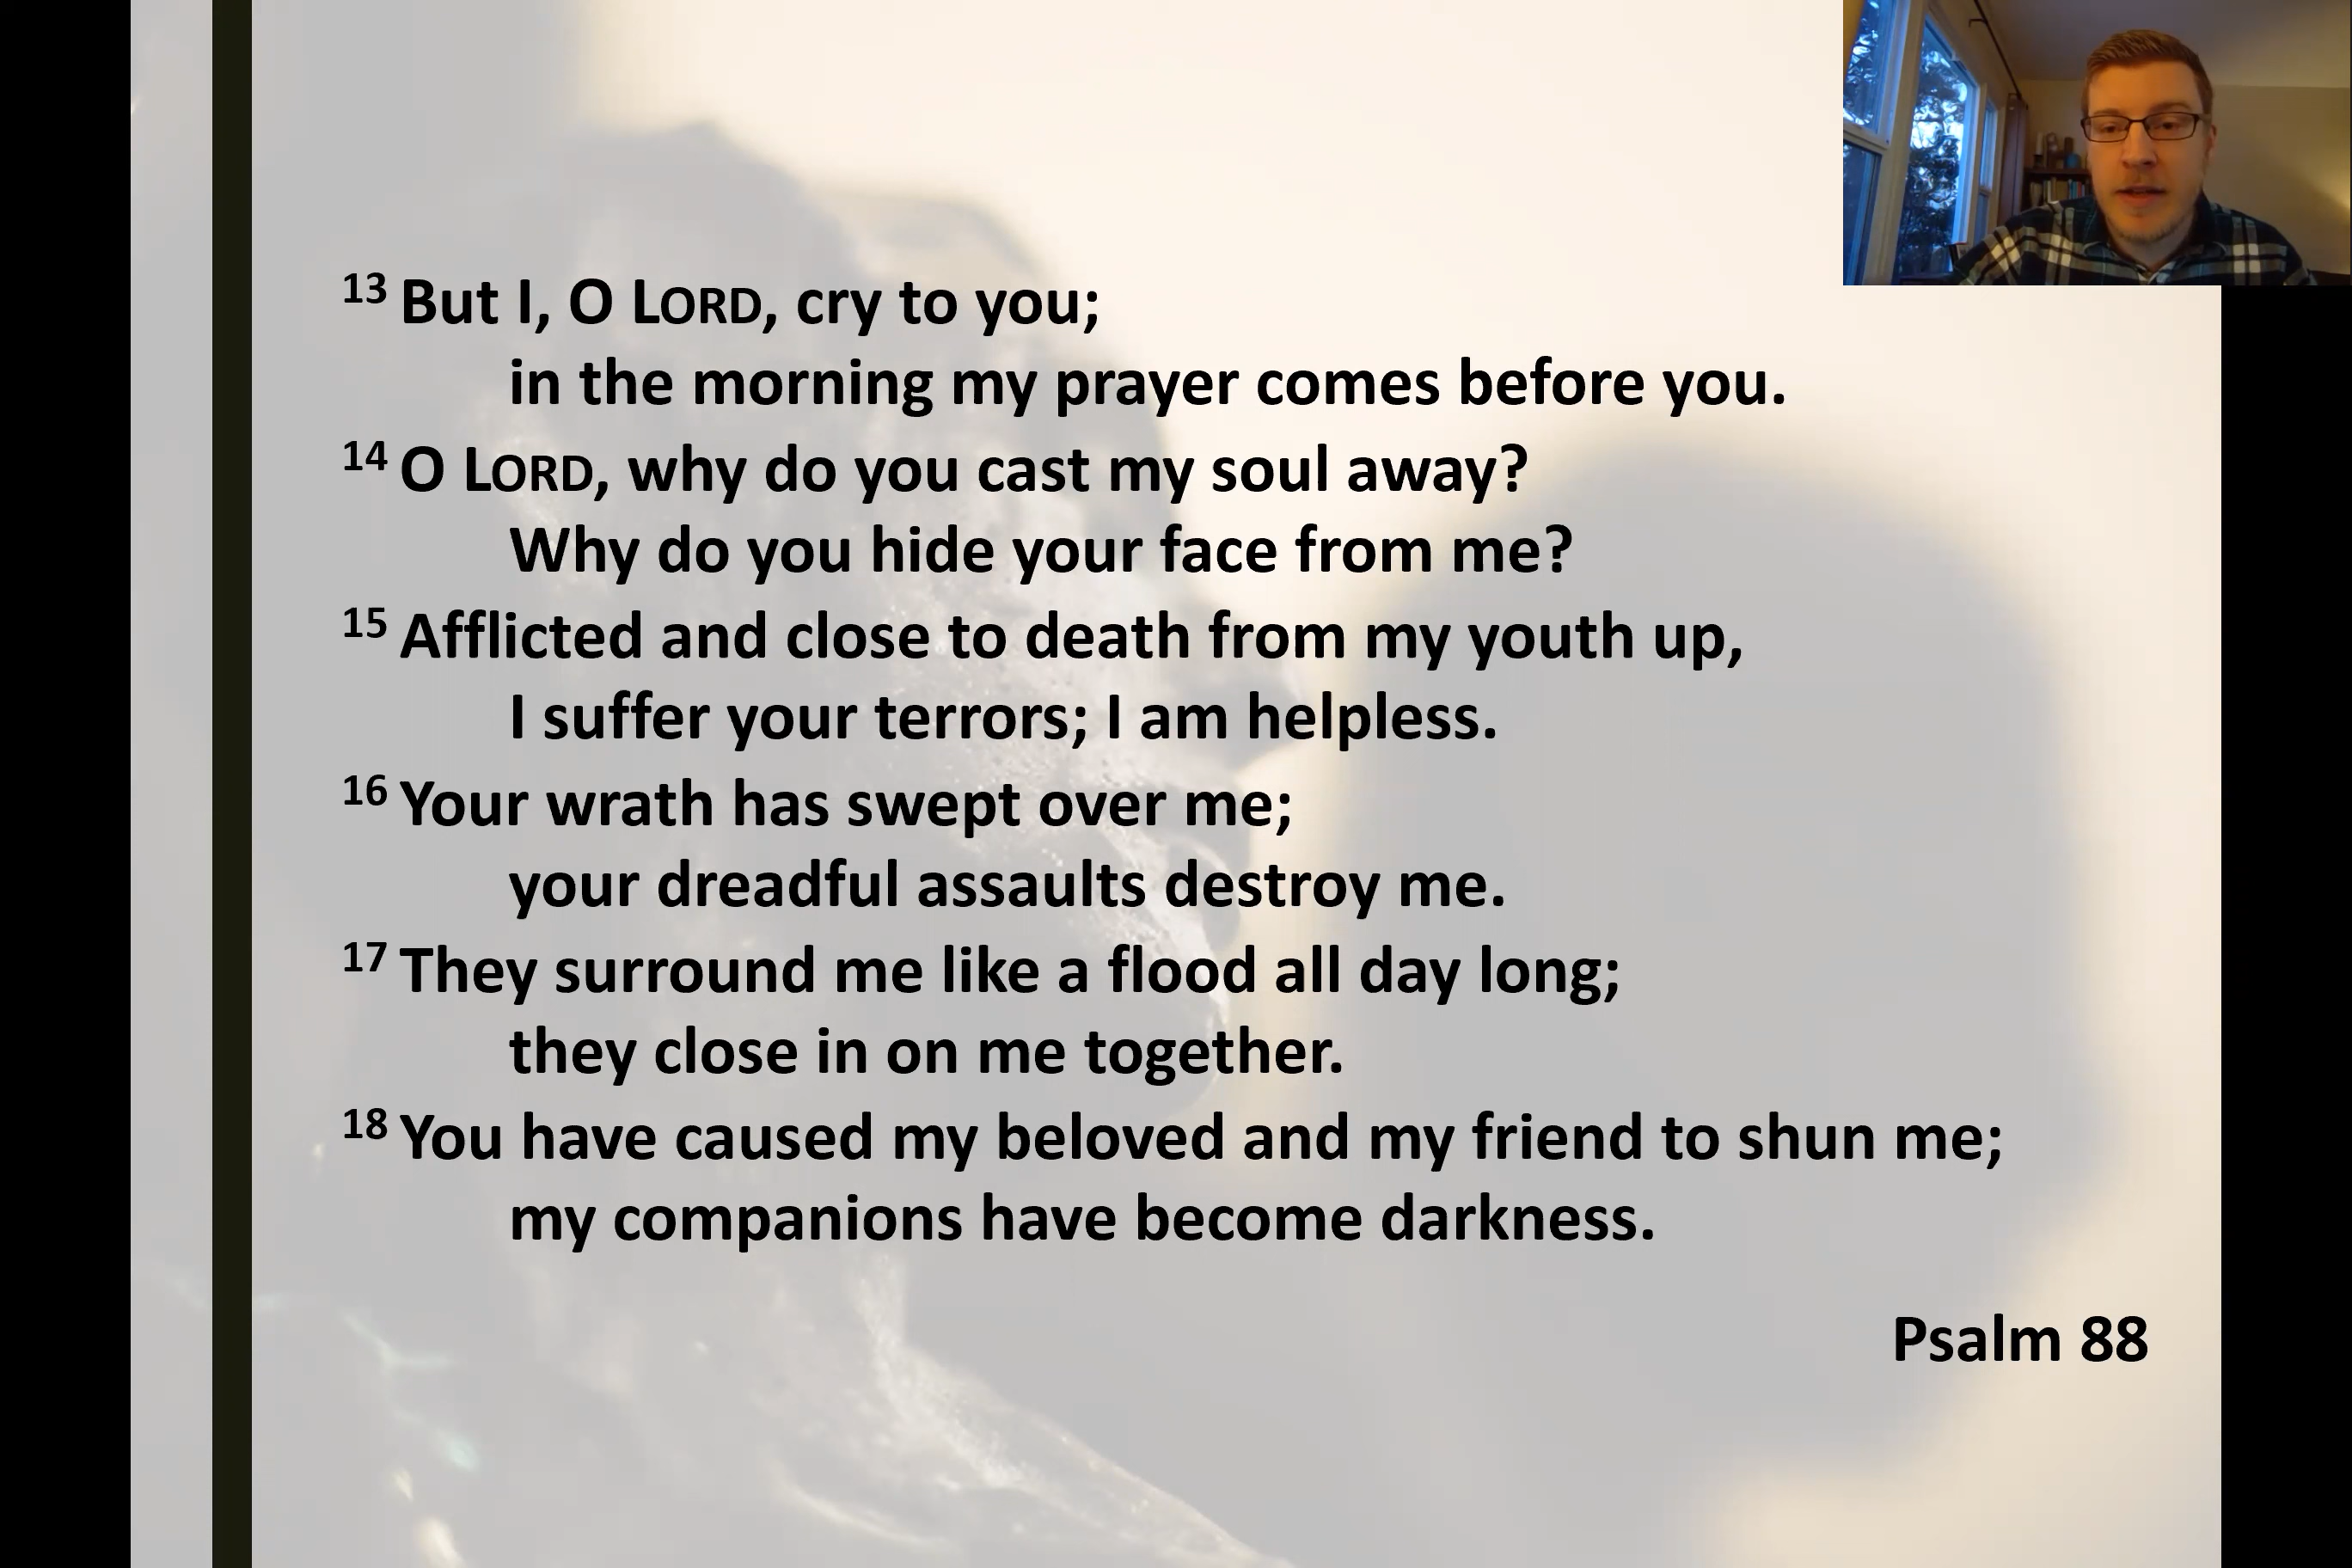 13 But I, O LORD, cry to you;
in the morning my prayer comes before you.
14 O LORD, why do you cast my soul away?
Why do you hide your face from me?
15 Afflicted and close to death from my youth up,
I suffer your terrors; I am helpless.
16 Your wrath has swept over me;
your dreadful assaults destroy me.
17 They surround me like a flood all day long;
they close in on me together.
18 You have caused my beloved and my friend to shun me;
my companions have become darkness.
Psalm 88